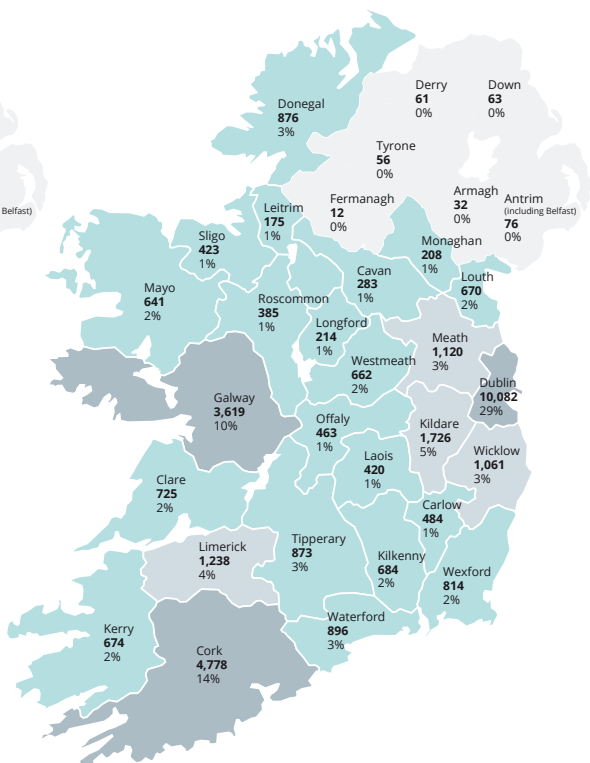 Derry
61
0%
Down
63
0%
Donegal
876
3%
Tyrone
56
0%
Belfast)
Fermanagh
12
0%
Armagh
32
0%
Antrim
(including Belfast)
76
0%
Leitrim
175
1%
Sligo
423
1%
Monaghan
208
1%
Cavan
283
1%
Louth
670
2%
Mayo
641
2%
Roscommon
385
1%
Longford
214
1%
Meath
1,120
3%
Westmeath
662
2%
Dublin
10,082
29%
Galway
3,619
10%
Offaly
463
1%
Kildare
1,726
5%
Wicklow
1,061
3%
Laois
420
1%
Clare
725
2%
Carlow
484
1%
Limerick
1,238
4%
Tipperary
873
3%
Kilkenny
684
2%
Wexford
814
2%
Waterford
896
3%
Kerry
674
2%
Cork
4,778
14%